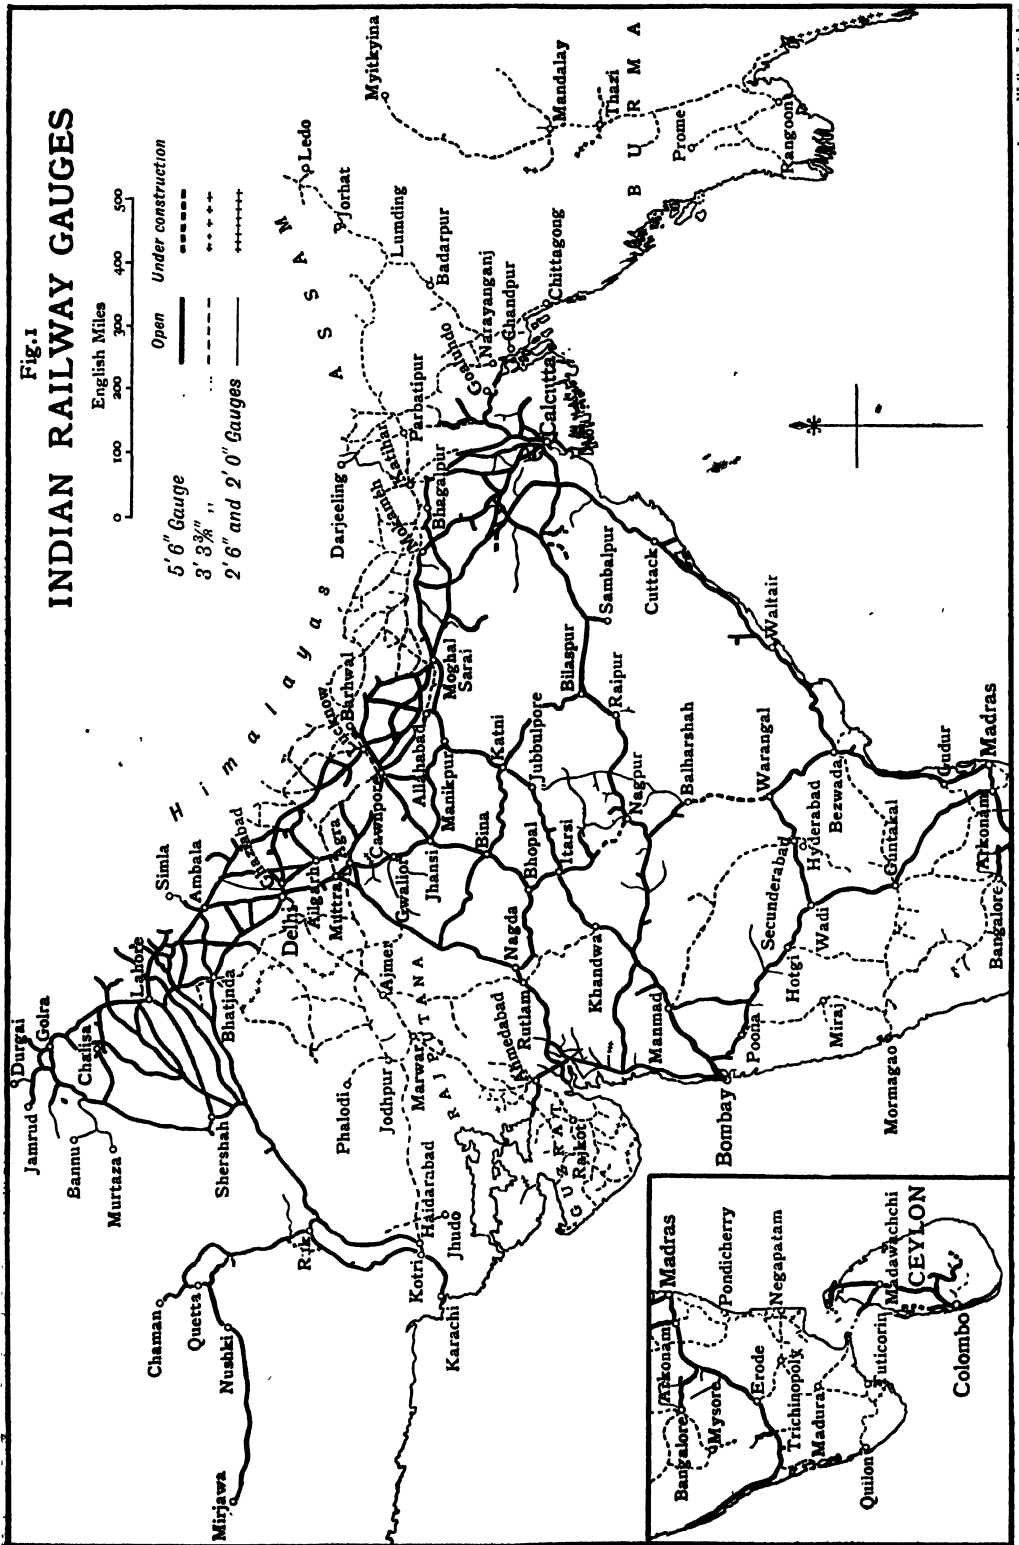 Fig.1
INDIAN RAILWAY GAUGES
English Miles
0 100 200 300 400 500
Open Under construction
5' 6" Gauge
3' 3⅜" ,,
2' 6" and 2' 0" Gauges
Durgai
Jamrud
Golra
Bannu
Chalisa
Murtaza
Lahore
Simla
Ambala
Himalayas
Shershah
Bhatinda
Chaman
Quetta
Nushki
Mirjawa
Ruk
Delhi
Ghaziabad
Aligarh
Muttra
Agra
Cawnpore
Lucknow
Barhwal
Darjeeling
Katihar
Parbatipur
Mokameh
Bhagalpur
ASSAM
Ledo
Jorhat
Lumding
Badarpur
Myitkyina
Mandalay
Thazi
BURMA
Prome
Rangoon
Phalodi
Jodhpur
Ajmer
Marwar
RAJPUTANA
Gwalior
Jhansi
Allahabad
Manikpur
Moghal
Sarai
Goalundo
Narayanganj
Chandpur
Chittagong
Calcutta
Haidarabad
Jhudo
Kotri
Karachi
Ahmedabad
Rutlam
Nagda
Bina
Bhopal
Itarsi
Katni
Jubbulpore
Bilaspur
Sambalpur
Raipur
Cuttack
GUZRAT
Rajkot
Khandwa
Nagpur
Balharshah
Waltair
Manmad
Bombay
Poona
Secunderabad
Hyderabad
Warangal
Bezwada
Hotgi
Wadi
Miraj
Mormagao
Guntakal
Gudur
Madras
Arkonam
Bangalore
Madras
Arkonam
Bangalore
Mysore
Pondicherry
Erode
Negapatam
Trichinopoly
Madura
Quilon
Tuticorin
Madawachchi
CEYLON
Colombo